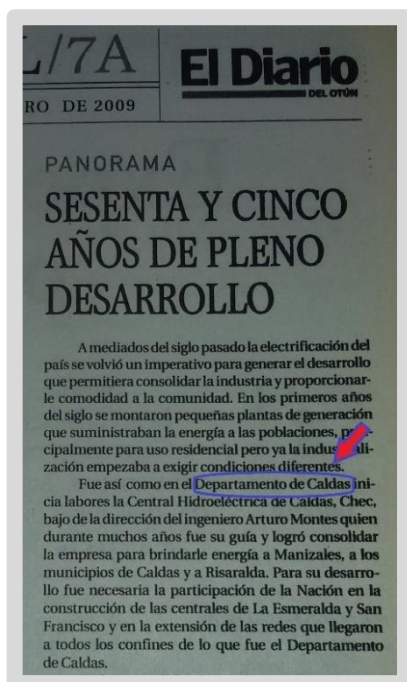 L/7A
RO DE 2009
El Diario
DEL OTÚN
PANORAMA
SESENTA Y CINCO
AÑOS DE PLENO
DESARROLLO
A mediados del siglo pasado la electrificación del
país se volvió un imperativo para generar el desarrollo
que permitiera consolidar la industria y proporcionar-
le comodidad a la comunidad. En los primeros años
del siglo se montaron pequeñas plantas de generación
que suministraban la energía a las poblaciones, prin-
cipalmente para uso residencial pero ya la industriali-
zación empezaba a exigir condiciones diferentes.
Fue así como en el Departamento de Caldas ini-
cia labores la Central Hidroeléctrica de Caldas, Chec,
bajo de la dirección del ingeniero Arturo Montes quien
durante muchos años fue su guía y logró consolidar
la empresa para brindarle energía a Manizales, a los
municipios de Caldas y a Risaralda. Para su desarro-
llo fue necesaria la participación de la Nación en la
construcción de las centrales de La Esmeralda y San
Francisco y en la extensión de las redes que llegaron
a todos los confines de lo que fue el Departamento
de Caldas.